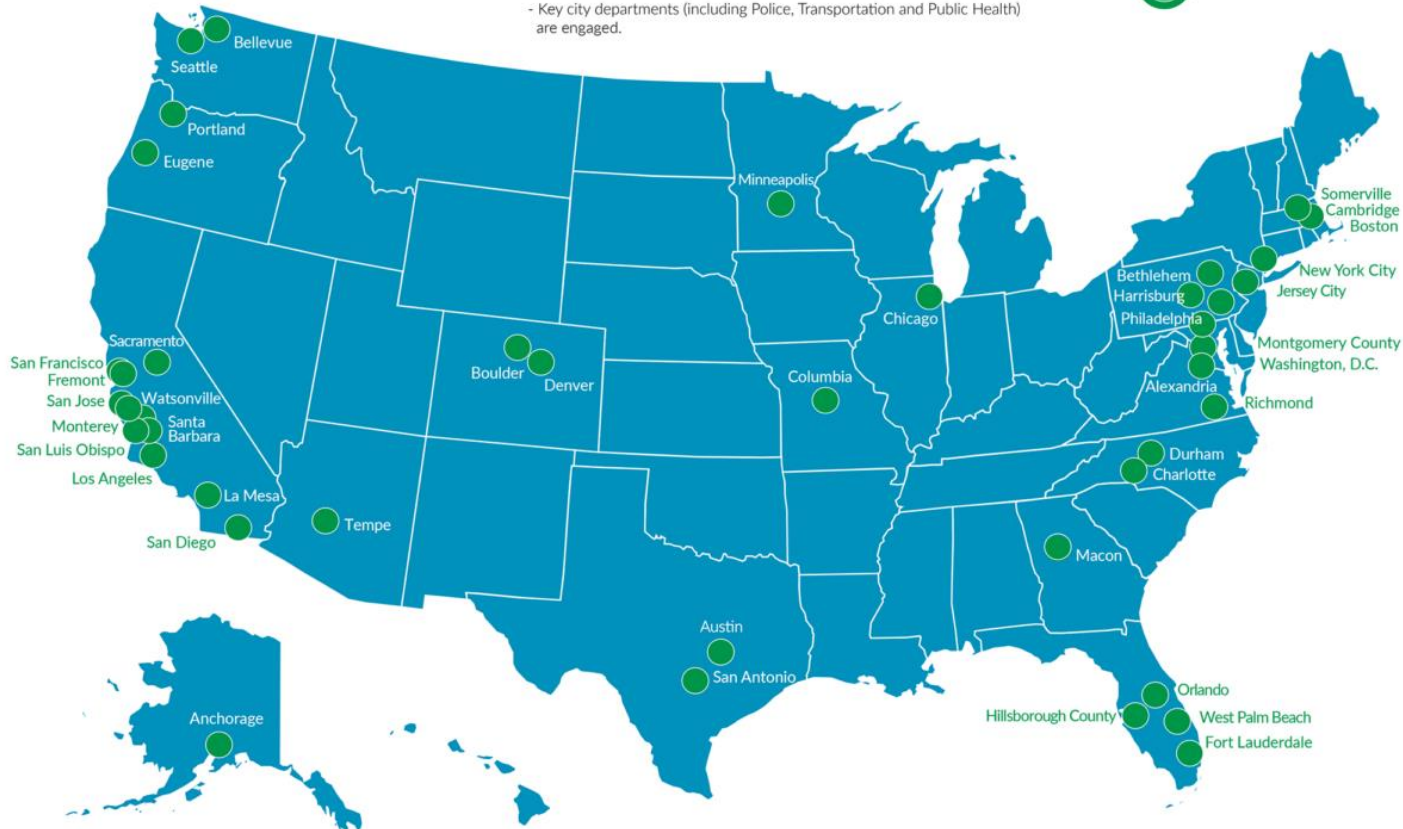 - Key city departments (including Police, Transportation and Public Health)
are engaged.
Bellevue
Seattle
Portland
Eugene
Minneapolis
Somerville
Cambridge
Boston
New York City
Bethlehem
Jersey City
Harrisburg
Chicago
Philadelphia
Sacramento
Montgomery County
San Francisco
Washington, D.C.
Fremont
Boulder
Denver
Columbia
Alexandria
Watsonville
San Jose
Richmond
Santa
Barbara
Monterey
San Luis Obispo
Durham
Charlotte
Los Angeles
La Mesa
Tempe
San Diego
Macon
Austin
San Antonio
Orlando
Hillsborough County
West Palm Beach
Anchorage
Fort Lauderdale